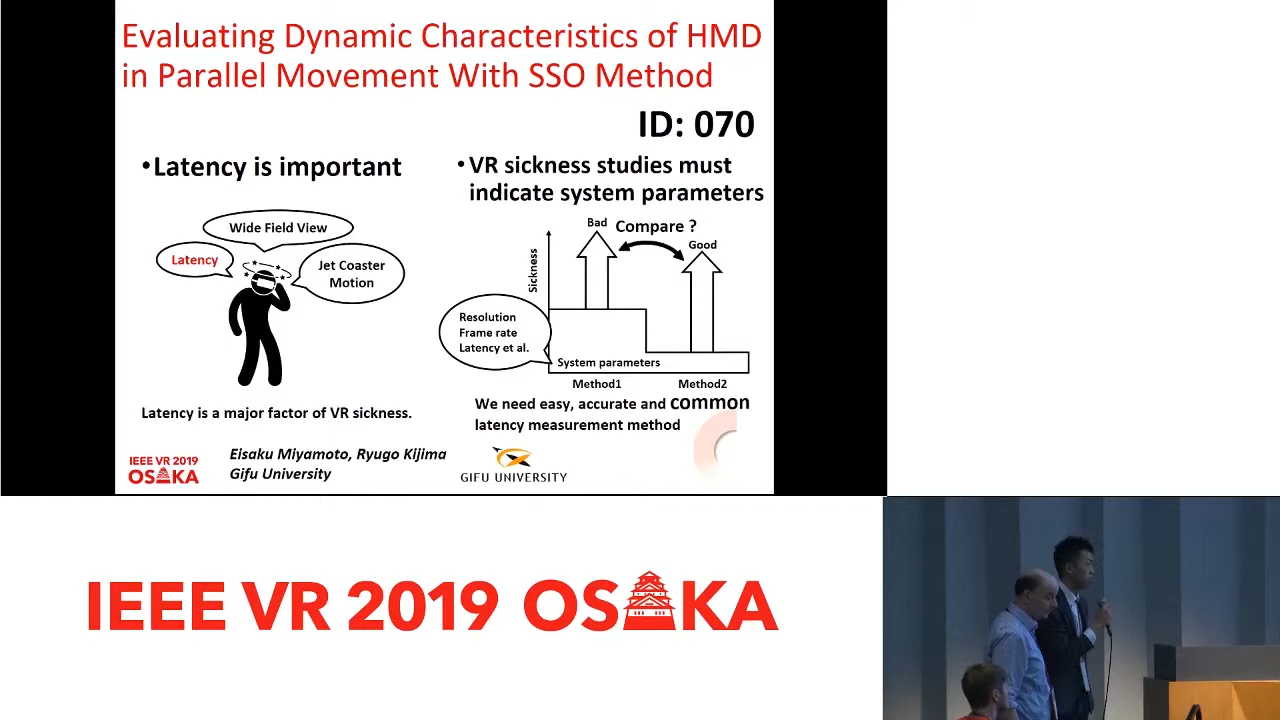 Evaluating Dynamic Characteristics of HMD
in Parallel Movement With SSO Method
ID: 070
•Latency is important
Wide Field View
Latency
Jet Coaster
Motion
Latency is a major factor of VR sickness.
•VR sickness studies must
indicate system parameters
Bad
Compare ?
Good
Sickness
Resolution
Frame rate
Latency et al.
System parameters
Method1
Method2
We need easy, accurate and common
latency measurement method
IEEE VR 2019
OSAKA
Eisaku Miyamoto, Ryugo Kijima
Gifu University
GIFU UNIVERSITY
IEEE VR 2019 OSAKA